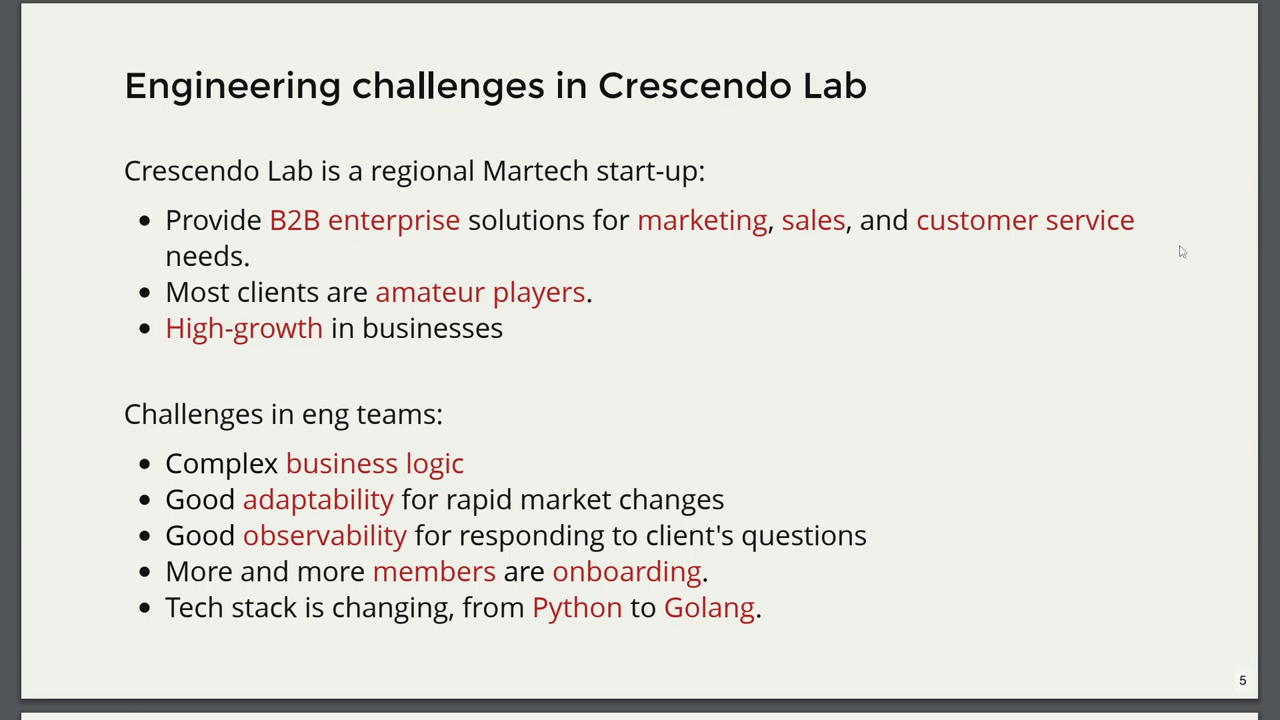 Engineering challenges in Crescendo Lab
Crescendo Lab is a regional Martech start-up:
• Provide B2B enterprise solutions for marketing, sales, and customer service
needs.
• Most clients are amateur players.
• High-growth in businesses
Challenges in eng teams:
• Complex business logic
• Good adaptability for rapid market changes
• Good observability for responding to client's questions
• More and more members are onboarding.
• Tech stack is changing, from Python to Golang.
5